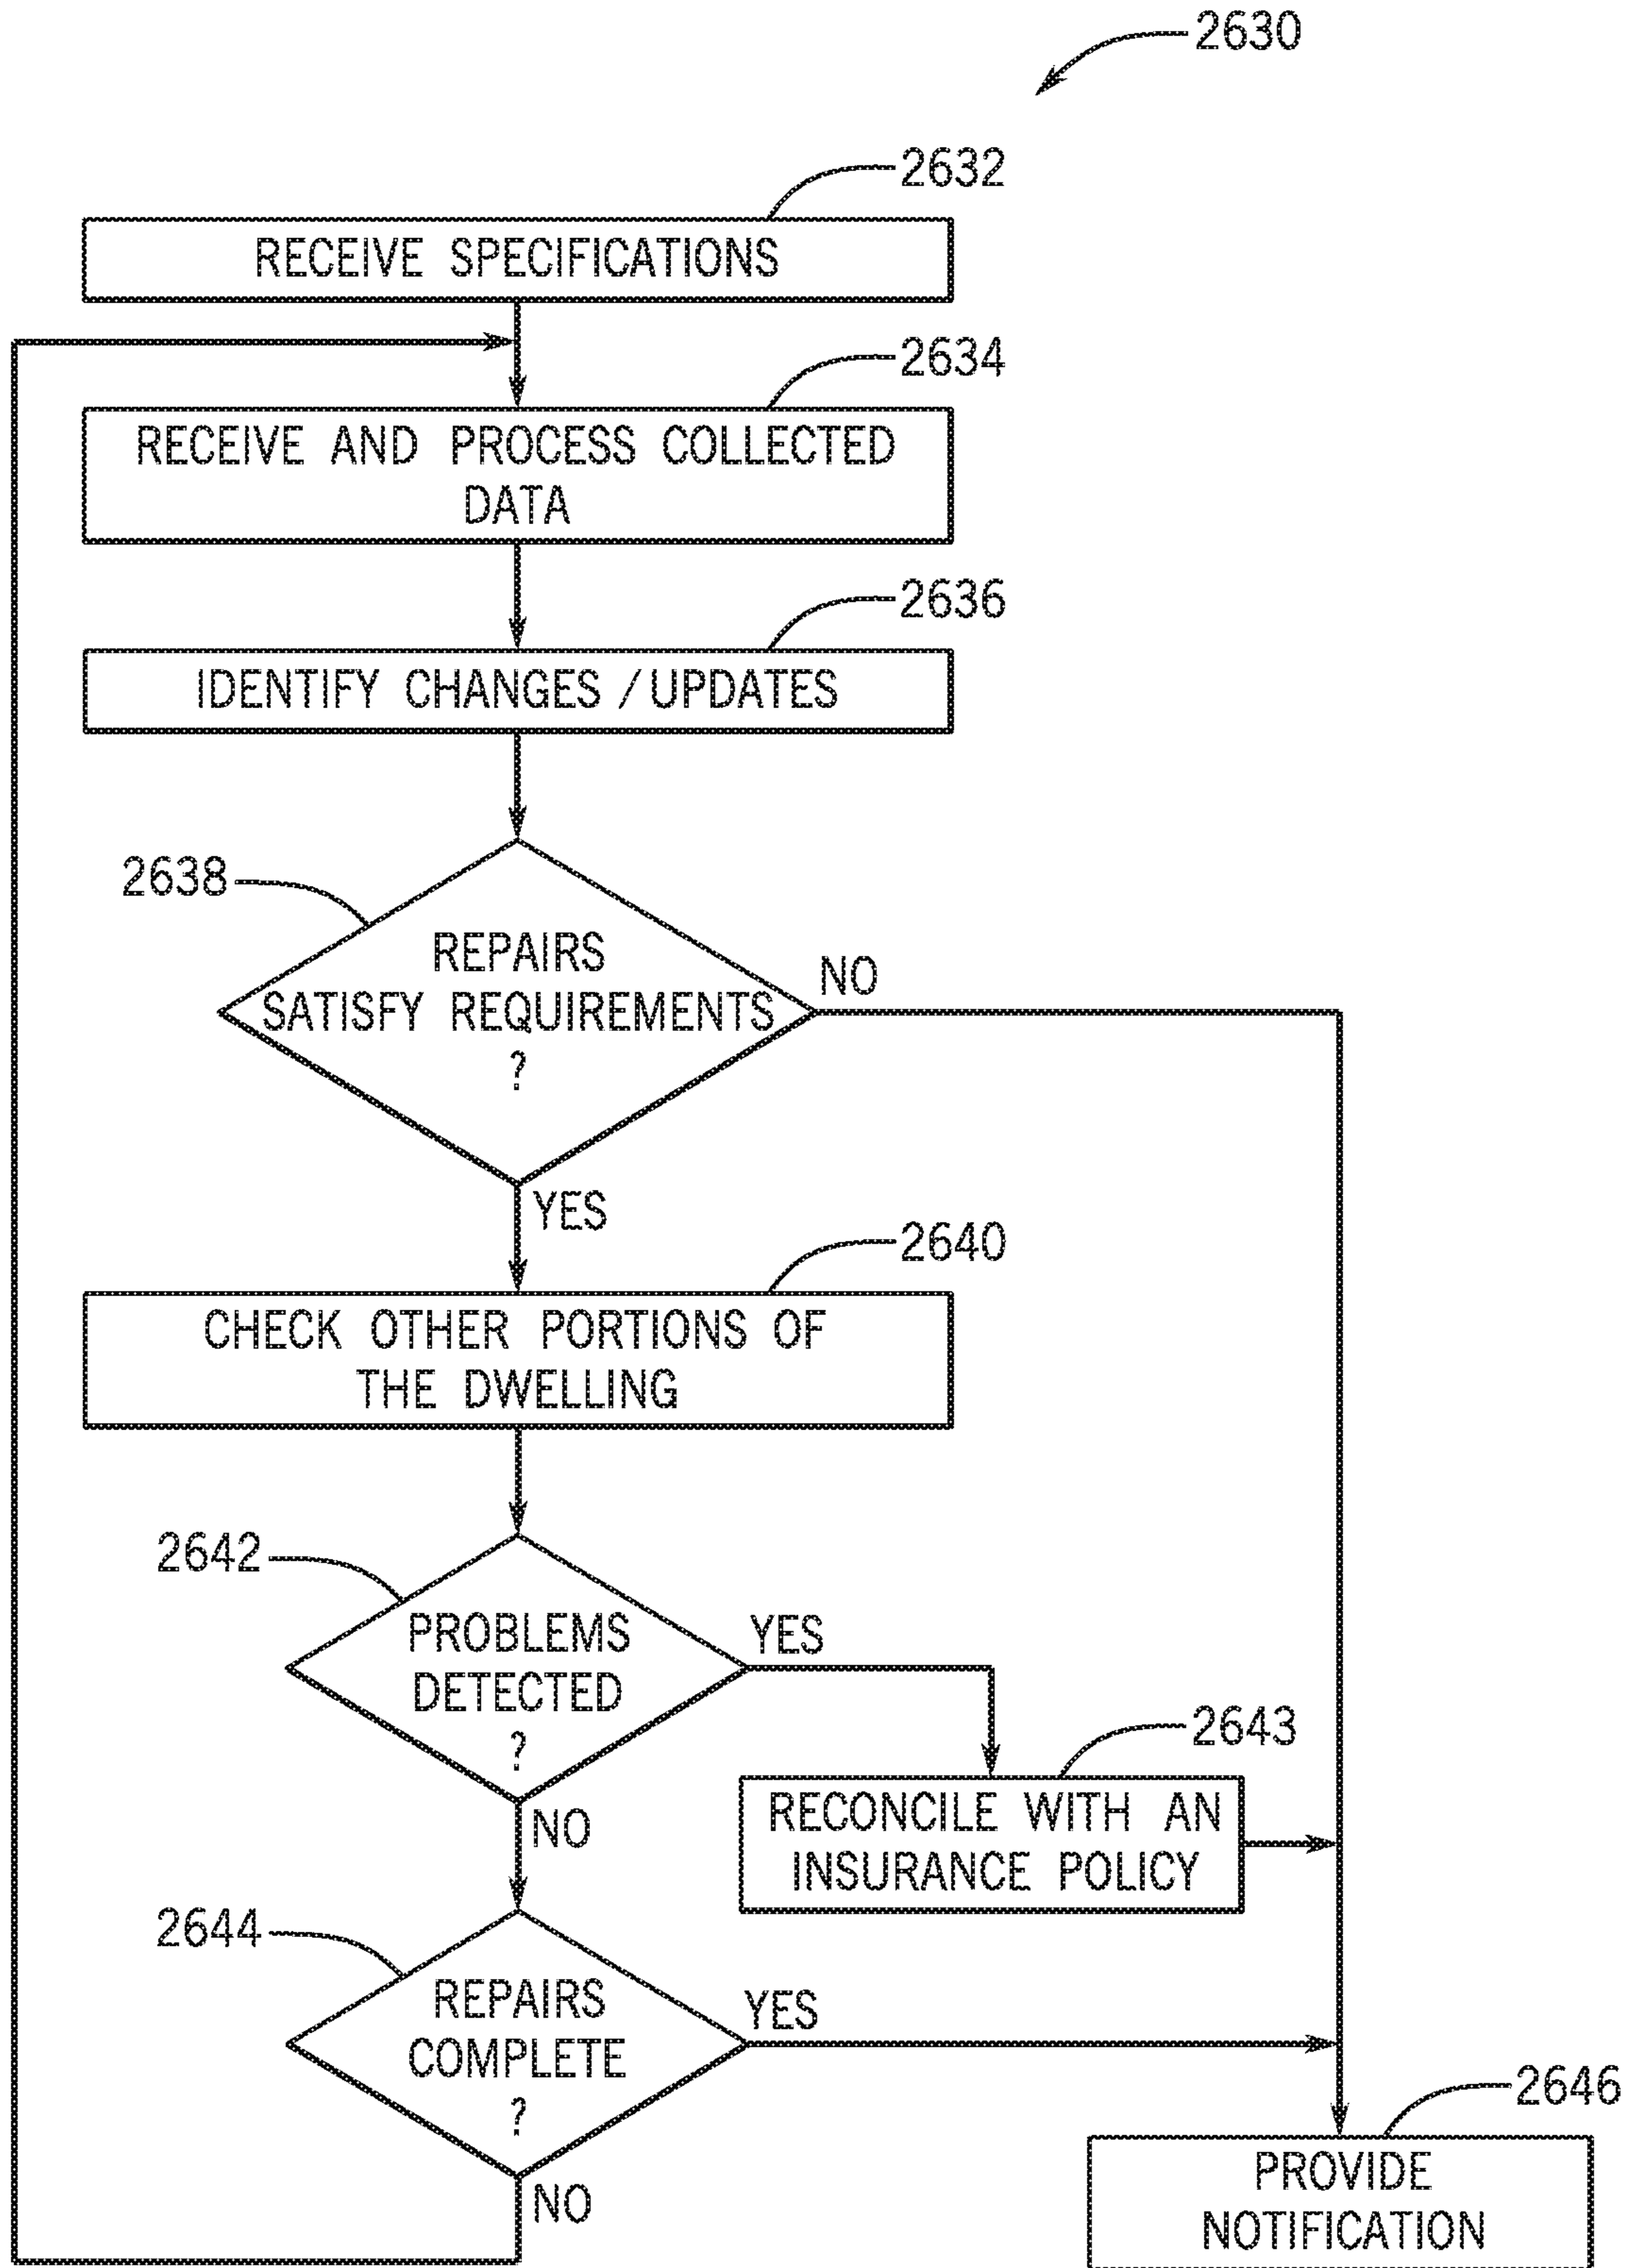 2630
2632
RECEIVE SPECIFICATIONS
2634
RECEIVE AND PROCESS COLLECTED
DATA
2636
IDENTIFY CHANGES / UPDATES
2638
REPAIRS
SATISFY REQUIREMENTS
?
NO
YES
2640
CHECK OTHER PORTIONS OF
THE DWELLING
2642
PROBLEMS
DETECTED
?
YES
NO
2643
RECONCILE WITH AN
INSURANCE POLICY
2644
REPAIRS
COMPLETE
?
YES
NO
2646
PROVIDE
NOTIFICATION